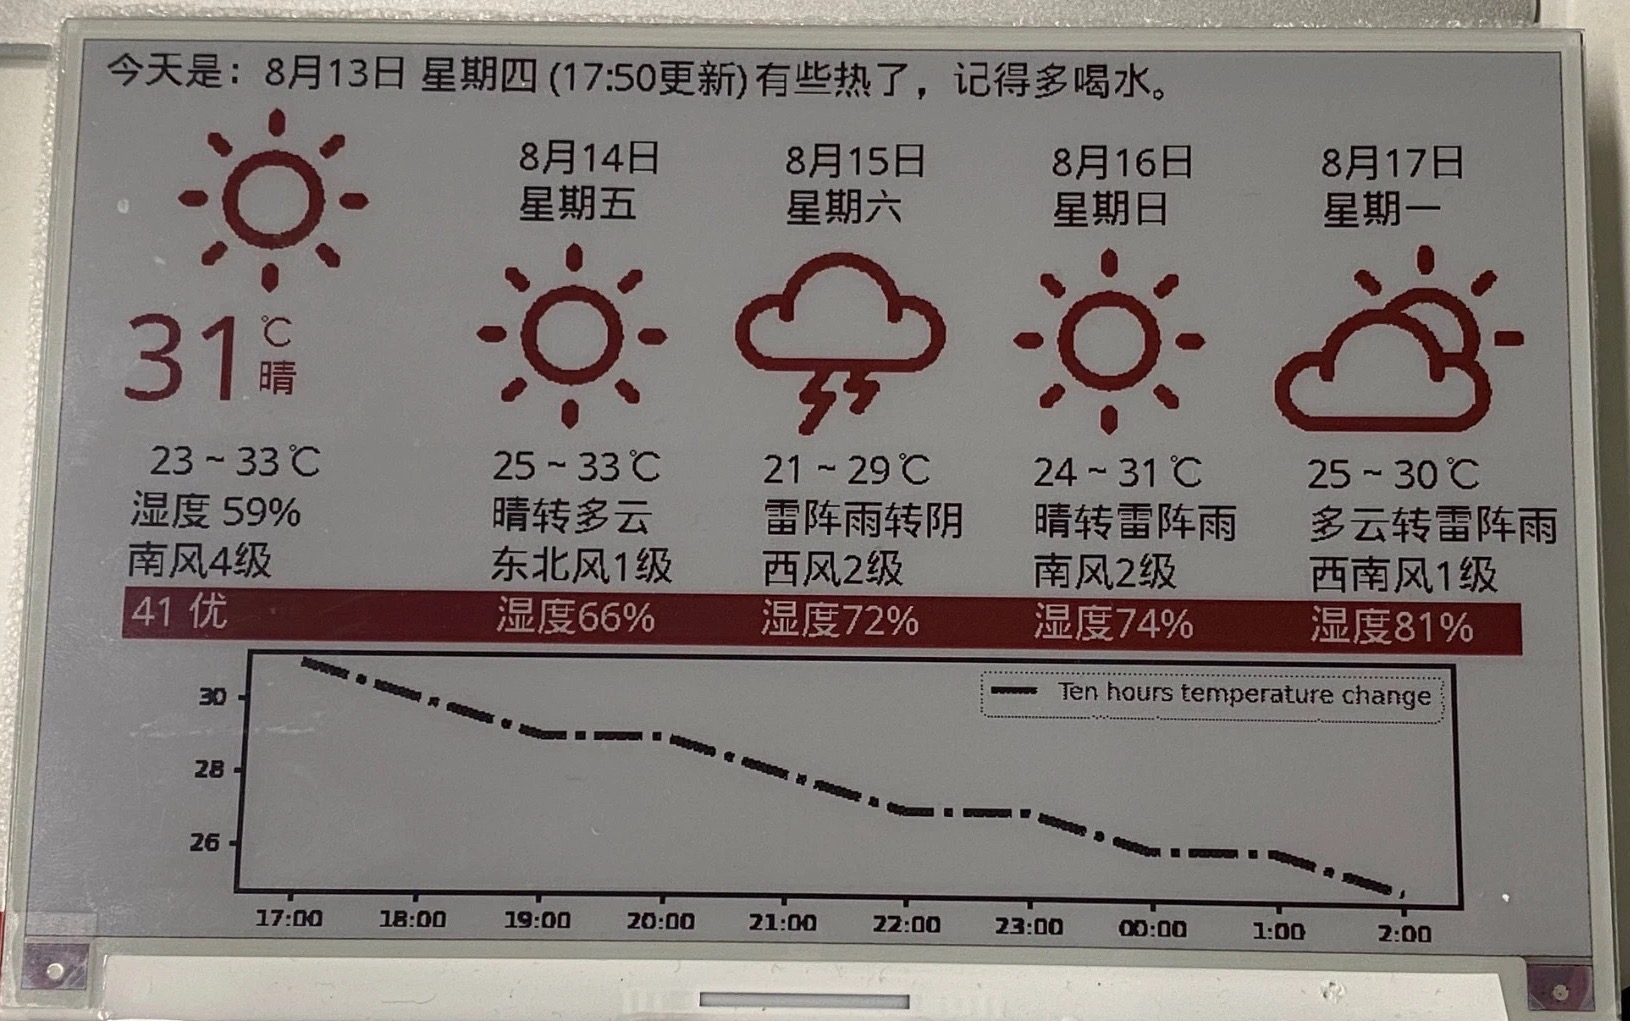 今天是：8月13日 星期四 (17:50更新) 有些热了，记得多喝水。
31℃
晴
23 ~ 33℃
湿度 59%
南风4级
41 优
8月14日
星期五
25 ~ 33℃
晴转多云
东北风1级
湿度66%
8月15日
星期六
21 ~ 29℃
雷阵雨转阴
西风2级
湿度72%
8月16日
星期日
24 ~ 31℃
晴转雷阵雨
南风2级
湿度74%
8月17日
星期一
25 ~ 30℃
多云转雷阵雨
西南风1级
湿度81%
Ten hours temperature change
30
28
26
17:00 18:00 19:00 20:00 21:00 22:00 23:00 00:00 1:00 2:00